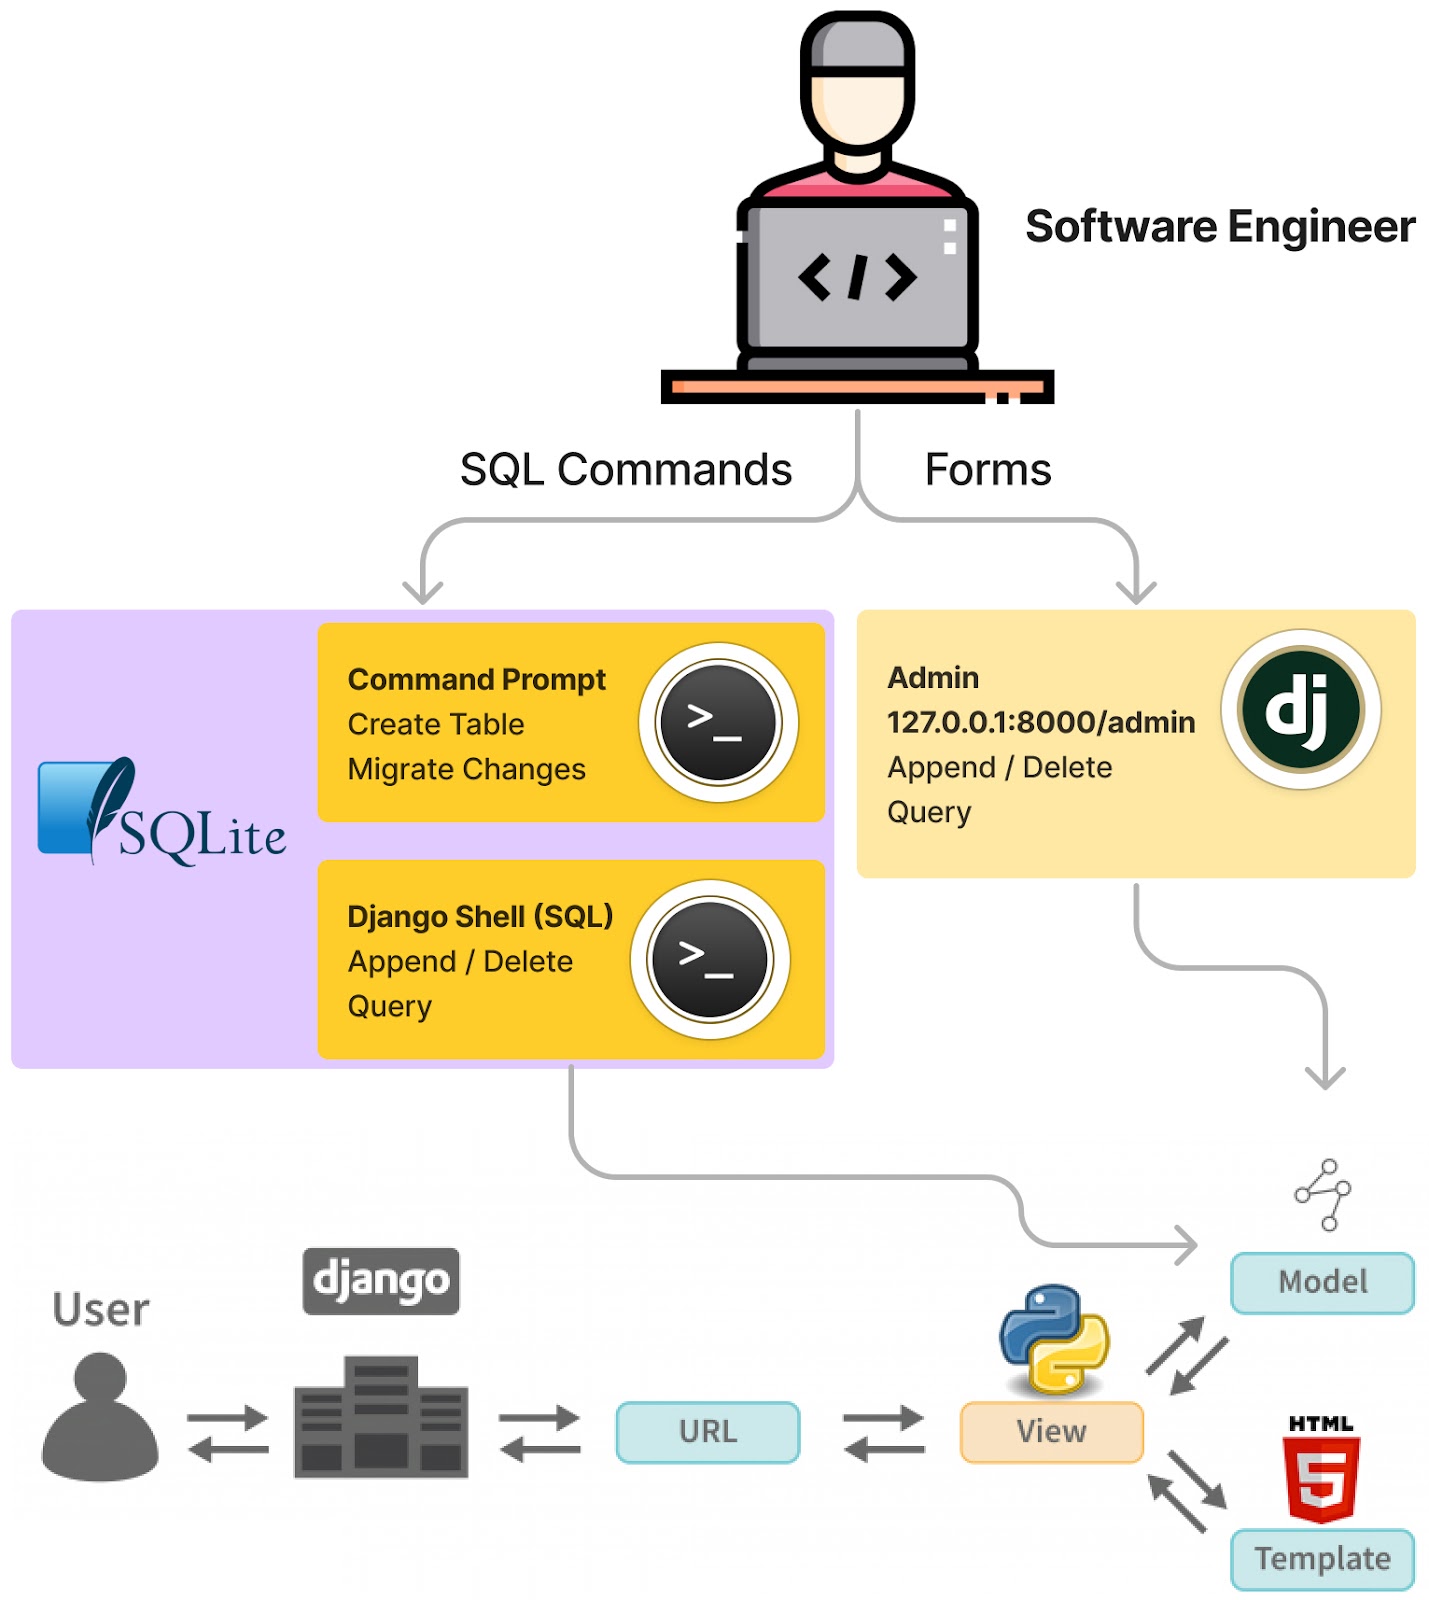 Software Engineer
</>
SQL Commands
Forms
Command Prompt
Create Table
Migrate Changes
>_
SQLite
Django Shell (SQL)
Append / Delete
Query
>_
Admin
127.0.0.1:8000/admin
Append / Delete
Query
dj
User
django
URL
View
Model
HTML
5
Template